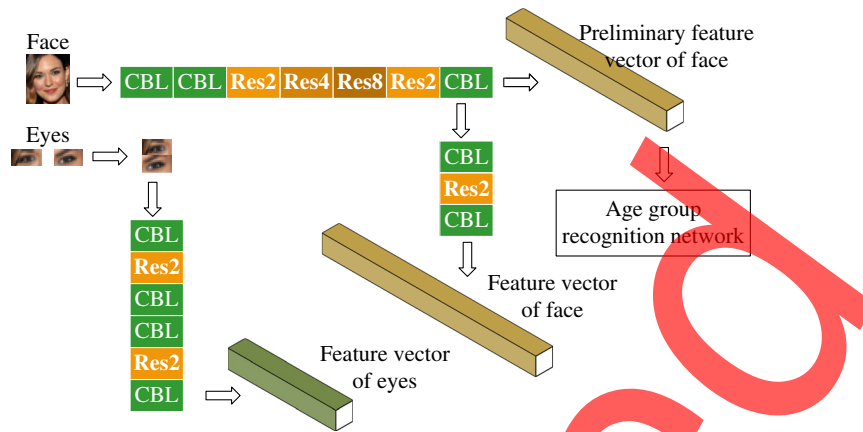 Face
CBL CBL Res2 Res4 Res8 Res2 CBL
Preliminary feature
vector of face
Eyes
CBL
Res2
CBL
Age group
recognition network
CBL
Res2
CBL
CBL
Res2
CBL
Feature vector
of face
Feature vector
of eyes